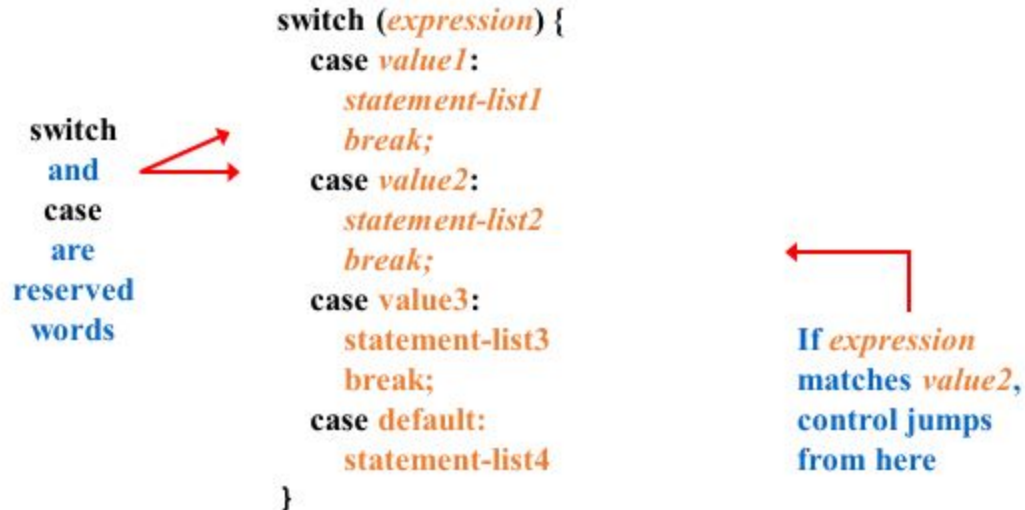 switch (expression) {
case value1:
statement-list1
break;
case value2:
statement-list2
break;
case value3:
statement-list3
break;
case default:
statement-list4
}
switch
and
case
are
reserved
words
If expression
matches value2,
control jumps
from here